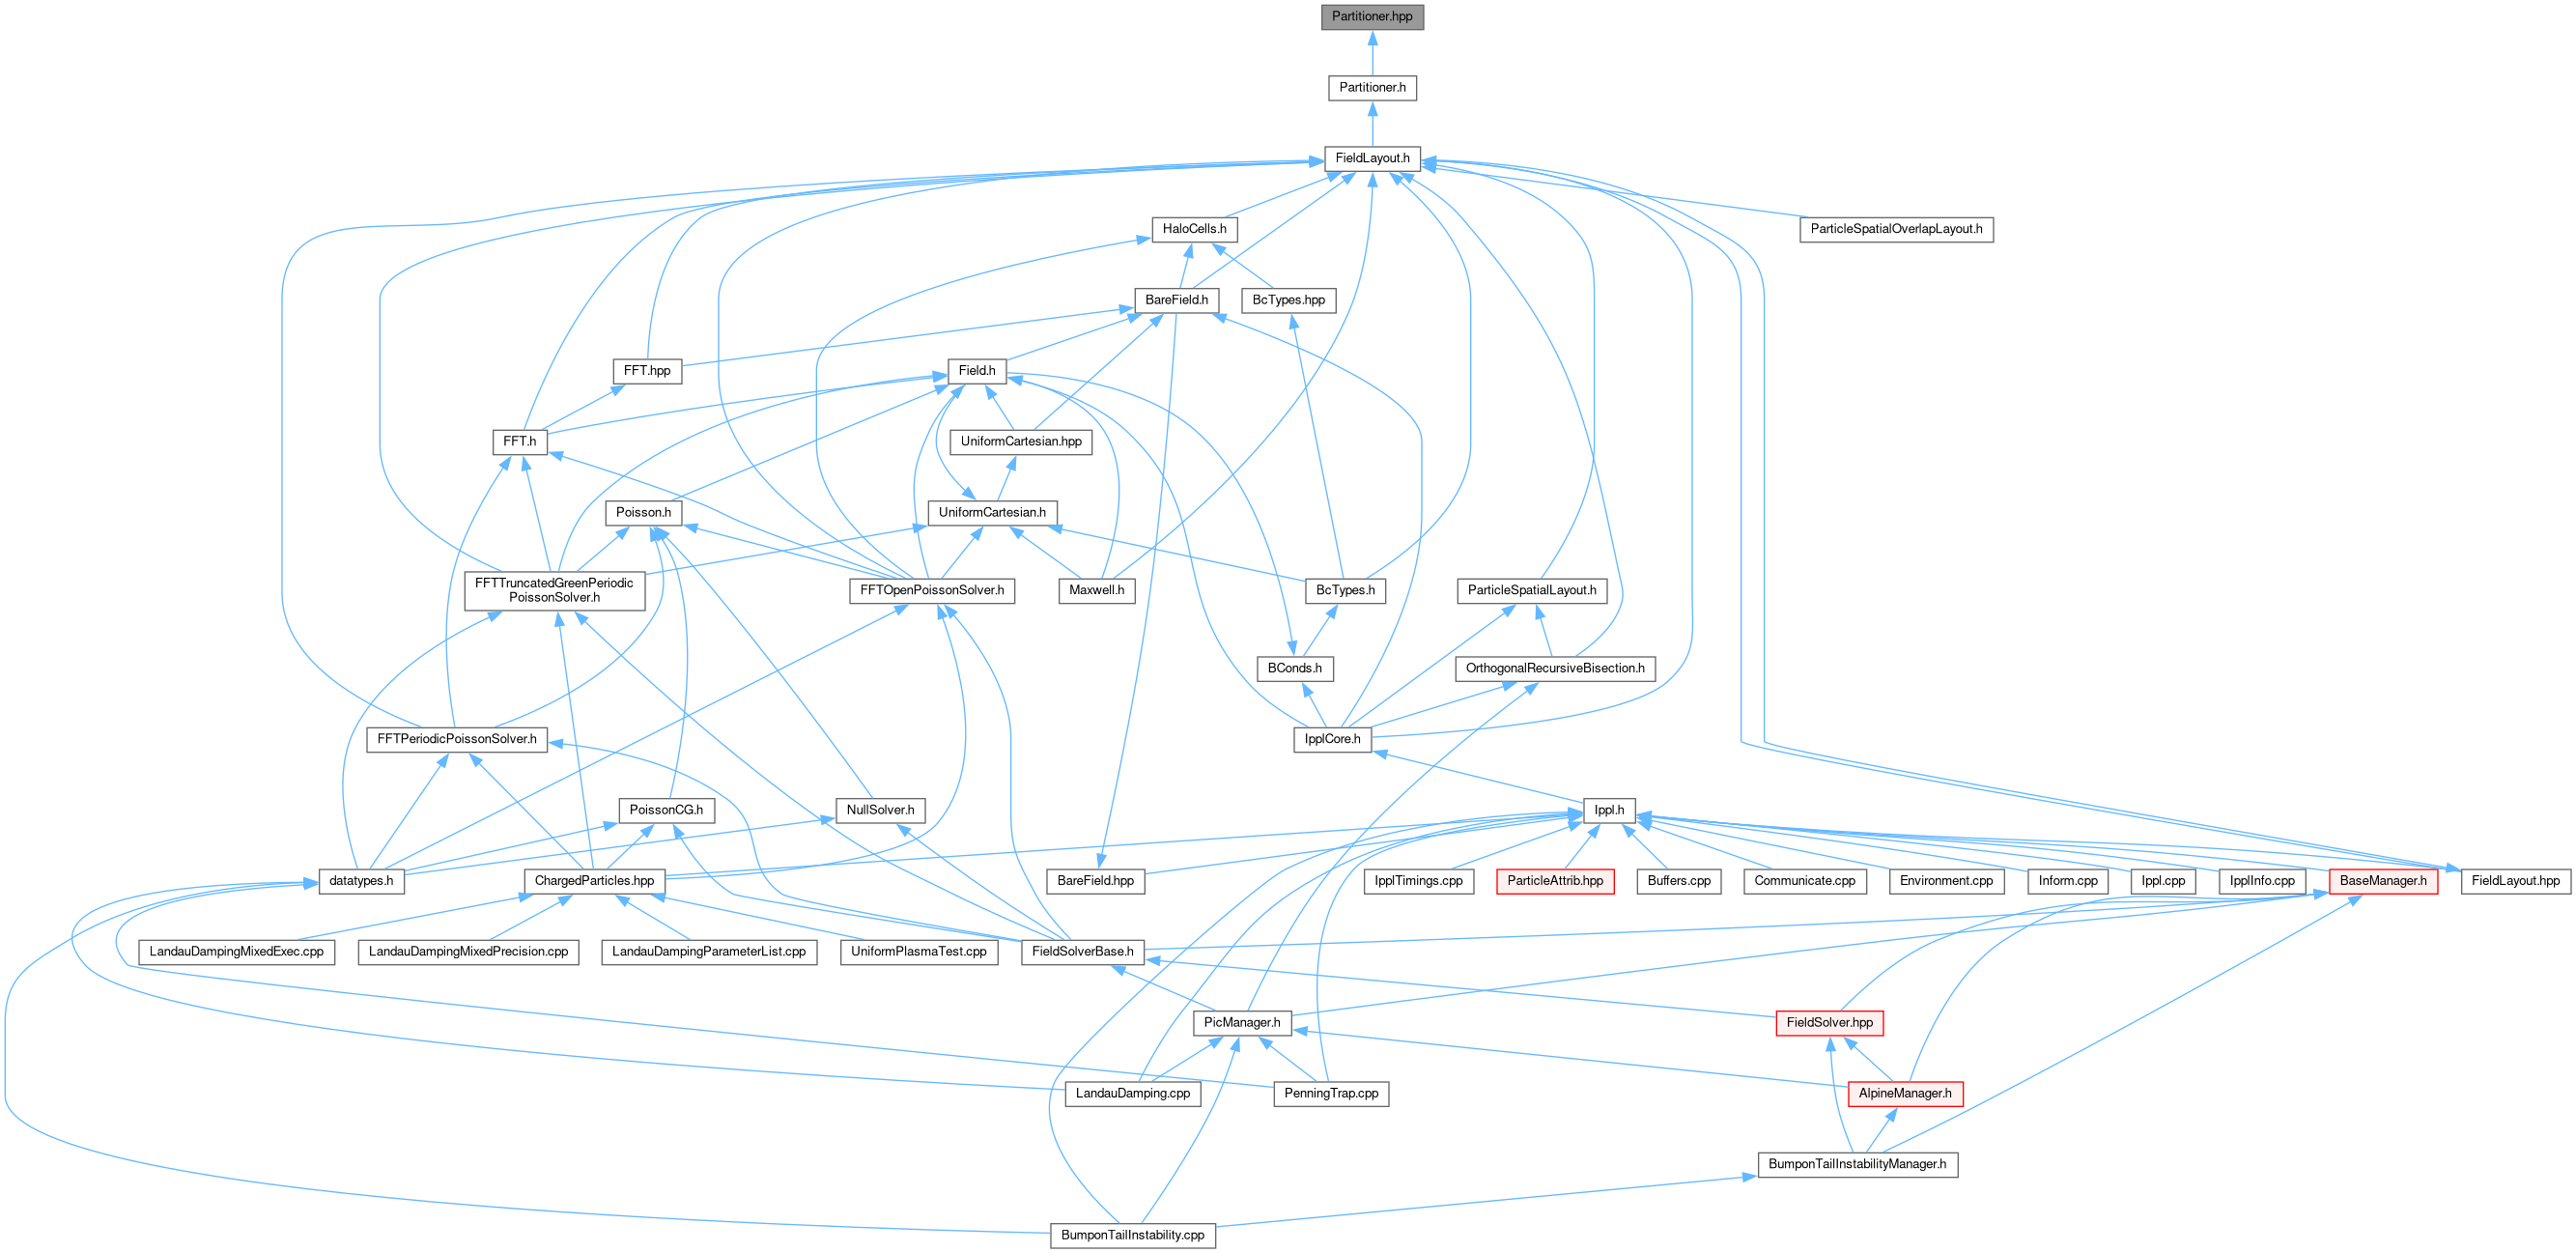 Partitioner.hpp
Partitioner.h
FieldLayout.h
HaloCells.h
ParticleSpatialOverlapLayout.h
BareField.h
BcTypes.hpp
FFT.hpp
Field.h
FFT.h
UniformCartesian.hpp
Poisson.h
UniformCartesian.h
FFTTruncatedGreenPeriodic
PoissonSolver.h
FFTOpenPoissonSolver.h
Maxwell.h
BcTypes.h
ParticleSpatialLayout.h
BConds.h
OrthogonalRecursiveBisection.h
FFTPeriodicPoissonSolver.h
IpplCore.h
PoissonCG.h
NullSolver.h
Ippl.h
datatypes.h
ChargedParticles.hpp
BareField.hpp
IpplTimings.cpp
ParticleAttrib.hpp
Buffers.cpp
Communicate.cpp
Environment.cpp
Inform.cpp
Ippl.cpp
IpplInfo.cpp
BaseManager.h
FieldLayout.hpp
LandauDampingMixedExec.cpp
LandauDampingMixedPrecision.cpp
LandauDampingParameterList.cpp
UniformPlasmaTest.cpp
FieldSolverBase.h
PicManager.h
FieldSolver.hpp
LandauDamping.cpp
PenningTrap.cpp
AlpineManager.h
BumponTailInstabilityManager.h
BumponTailInstability.cpp